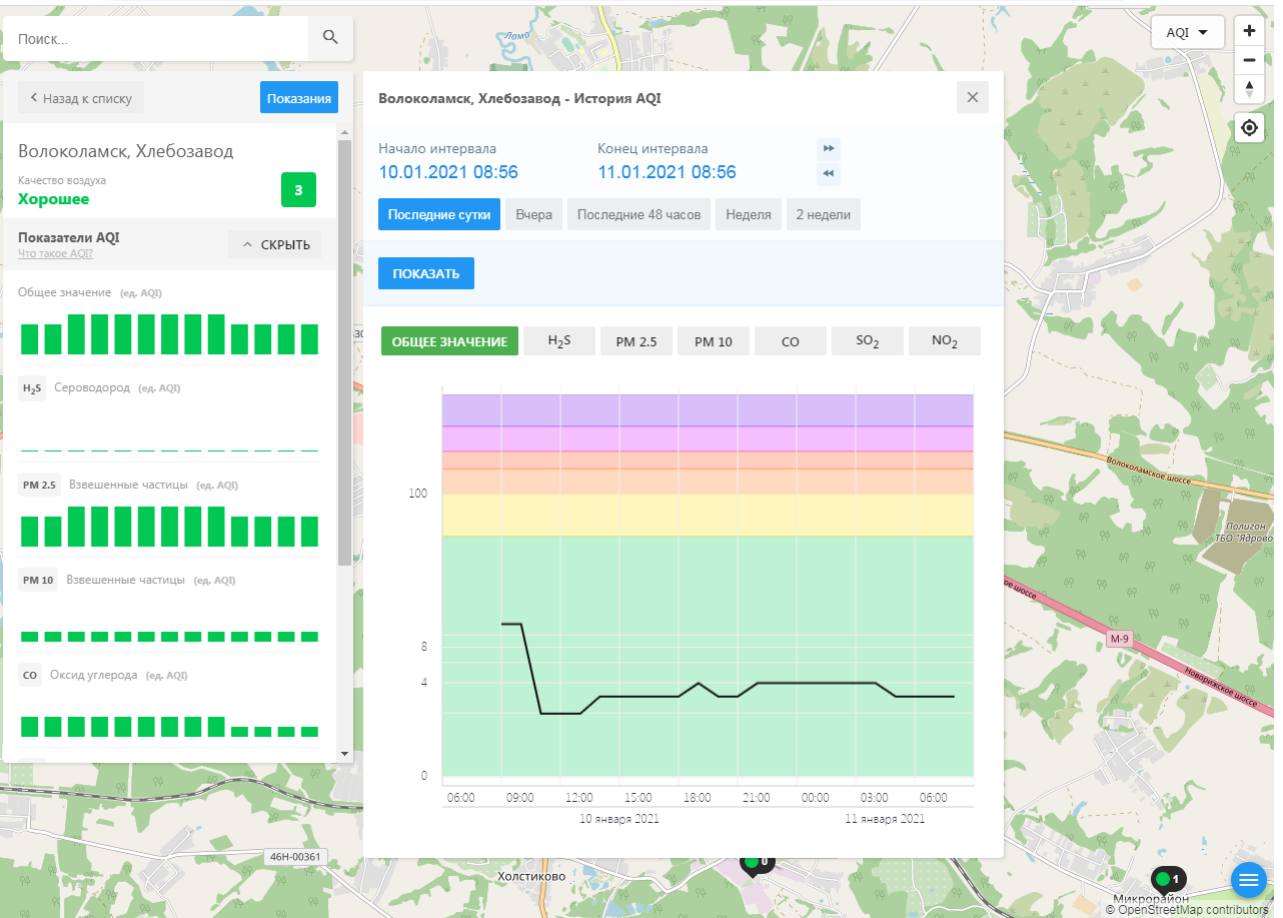 Поиск...
Назад к списку
Показания
Волоколамск, Хлебозавод
Качество воздуха
Хорошее
3
Показатели AQI
Что такое AQI?
СКРЫТЬ
Общее значение (ед. AQI)
H₂S Сероводород (ед. AQI)
PM 2.5 Взвешенные частицы (ед. AQI)
PM 10 Взвешенные частицы (ед. AQI)
CO Оксид углерода (ед. AQI)
Волоколамск, Хлебозавод - История AQI
Начало интервала
10.01.2021 08:56
Конец интервала
11.01.2021 08:56
Последние сутки
Вчера
Последние 48 часов
Неделя
2 недели
ПОКАЗАТЬ
ОБЩЕЕ ЗНАЧЕНИЕ
H₂S
PM 2.5
PM 10
CO
SO₂
NO₂
100
8
4
0
06:00 09:00 12:00 15:00 18:00 21:00 00:00 03:00 06:00
10 января 2021 11 января 2021
AQI
Ломо
Волоколамское шоссе
Полигон
ТБО "Ядрово
ое шоссе
М-9
Новорижское шоссе
46Н-00361
Холстиково
0
1
Микрорайон
© OpenStreetMap contributors